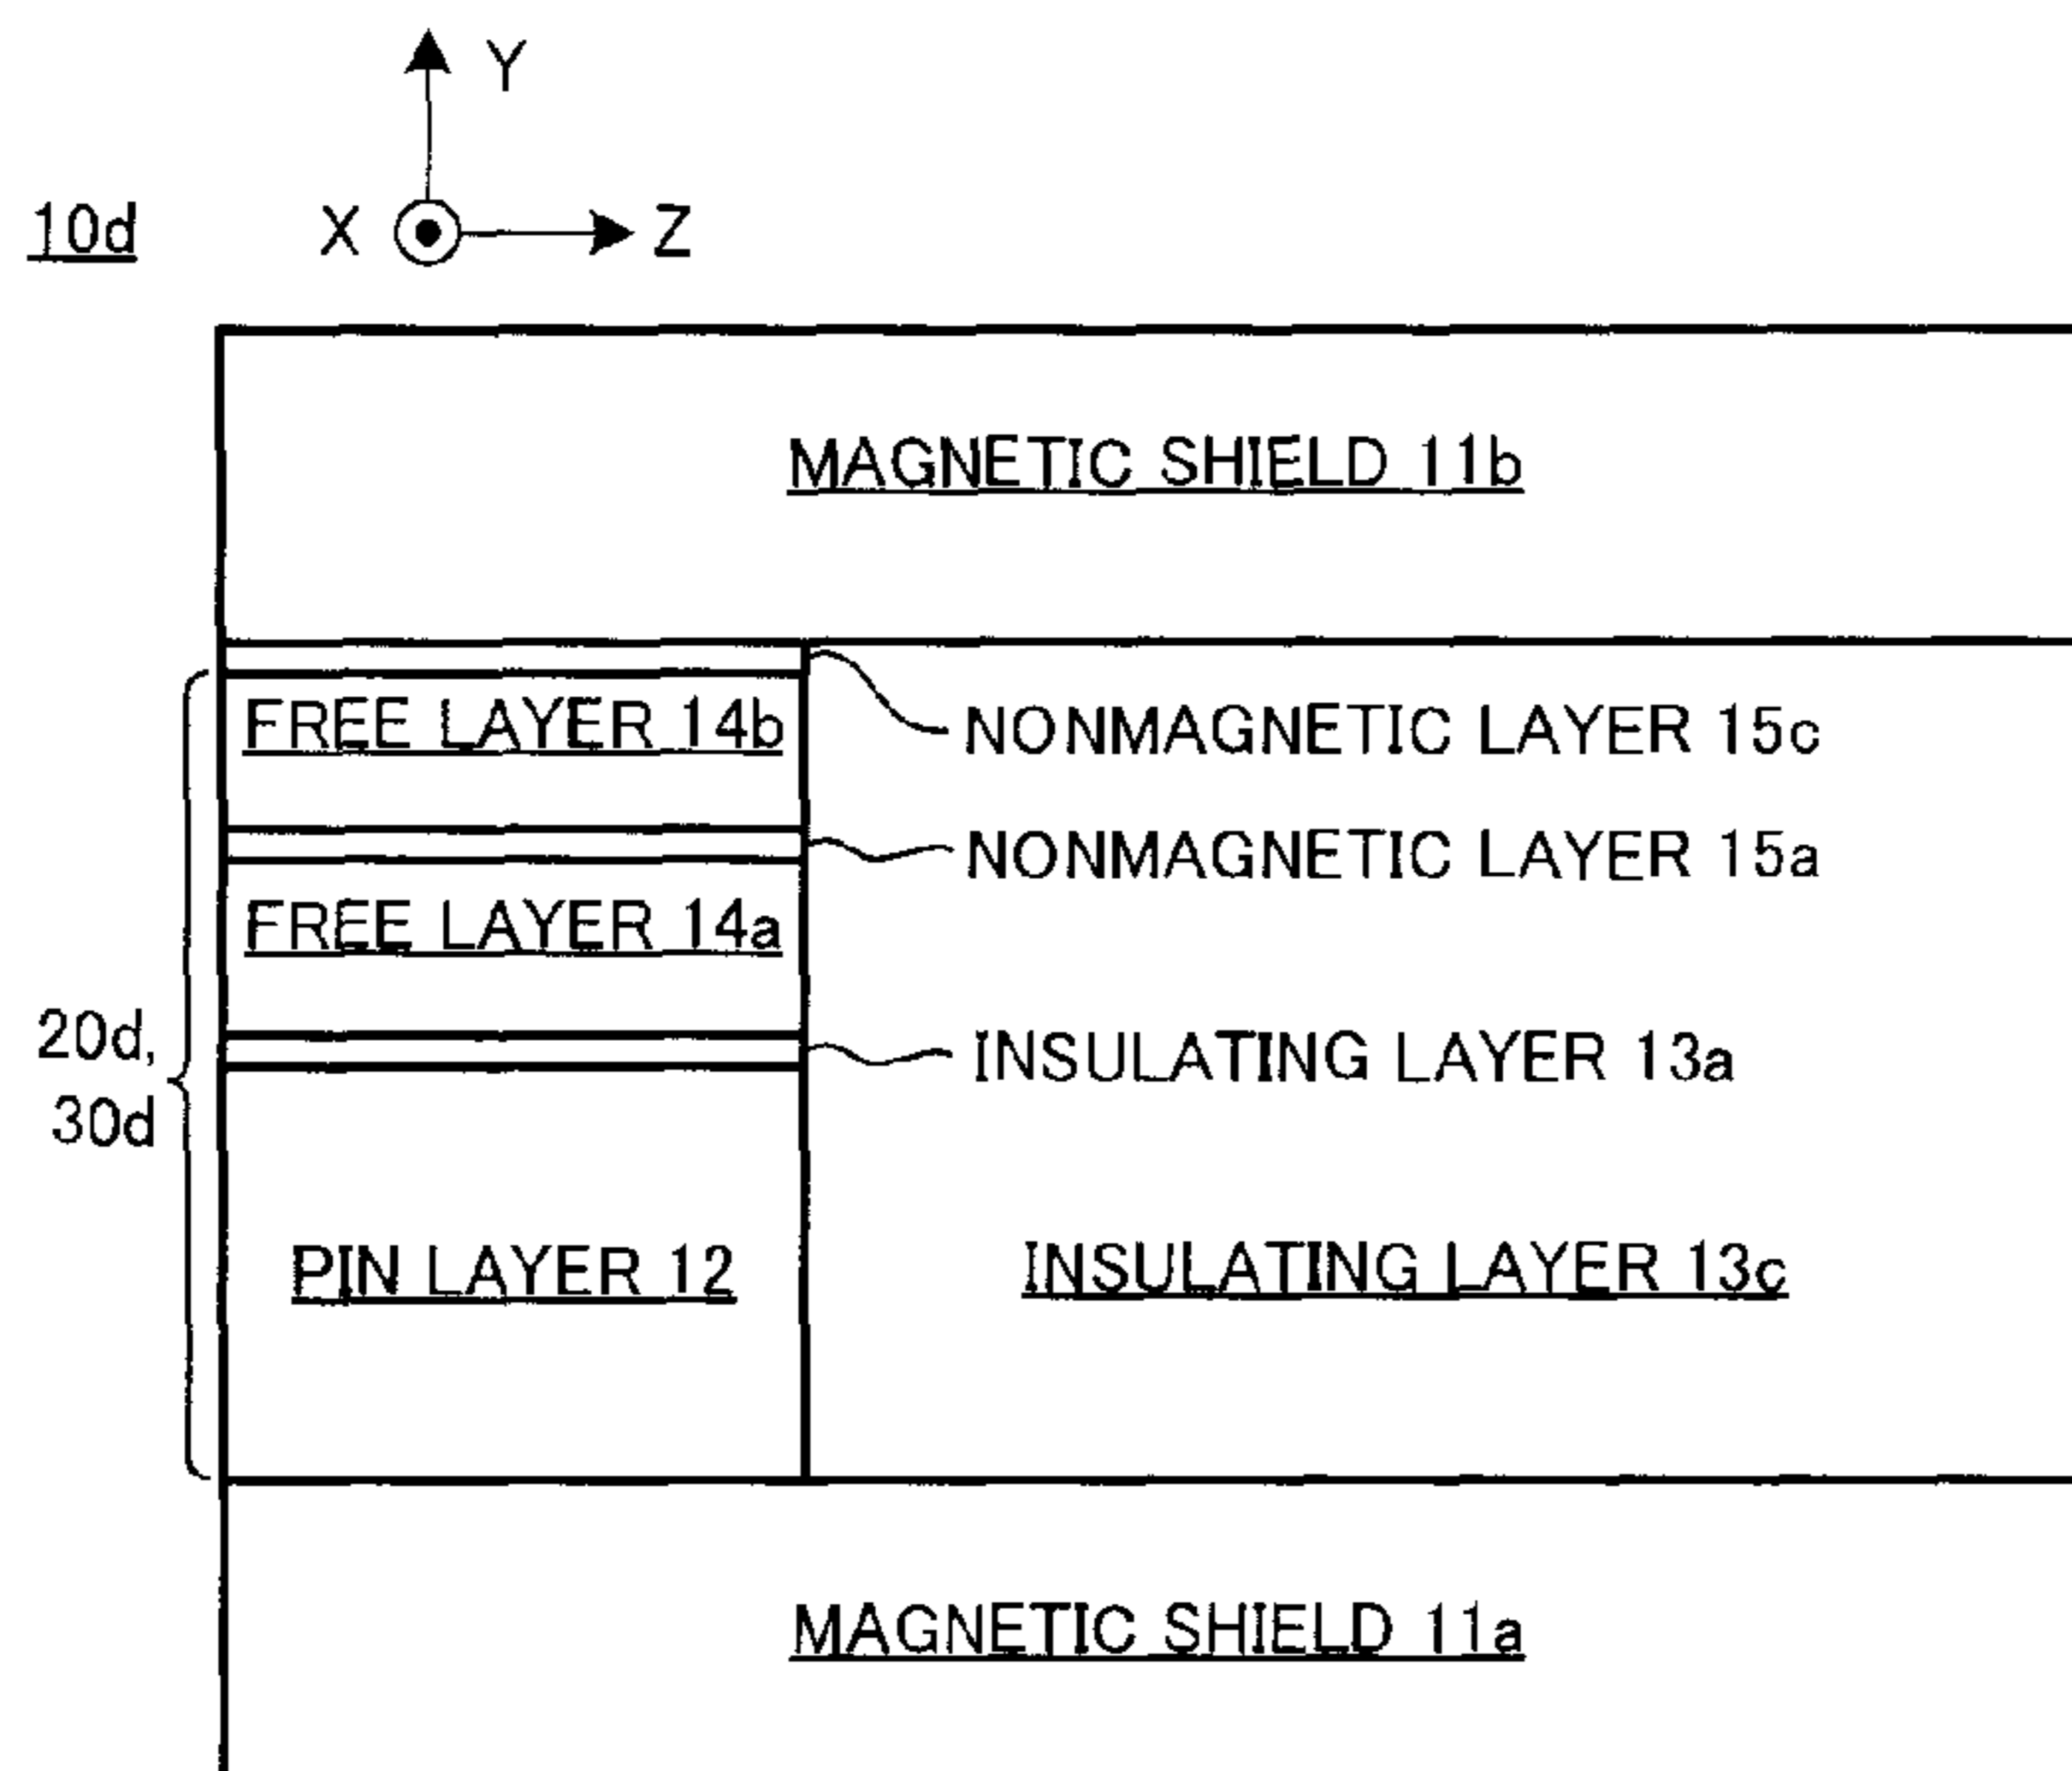 Y
10d
X
Z
MAGNETIC SHIELD 11b
FREE LAYER 14b
NONMAGNETIC LAYER 15c
NONMAGNETIC LAYER 15a
FREE LAYER 14a
20d,
30d
INSULATING LAYER 13a
PIN LAYER 12
INSULATING LAYER 13c
MAGNETIC SHIELD 11a